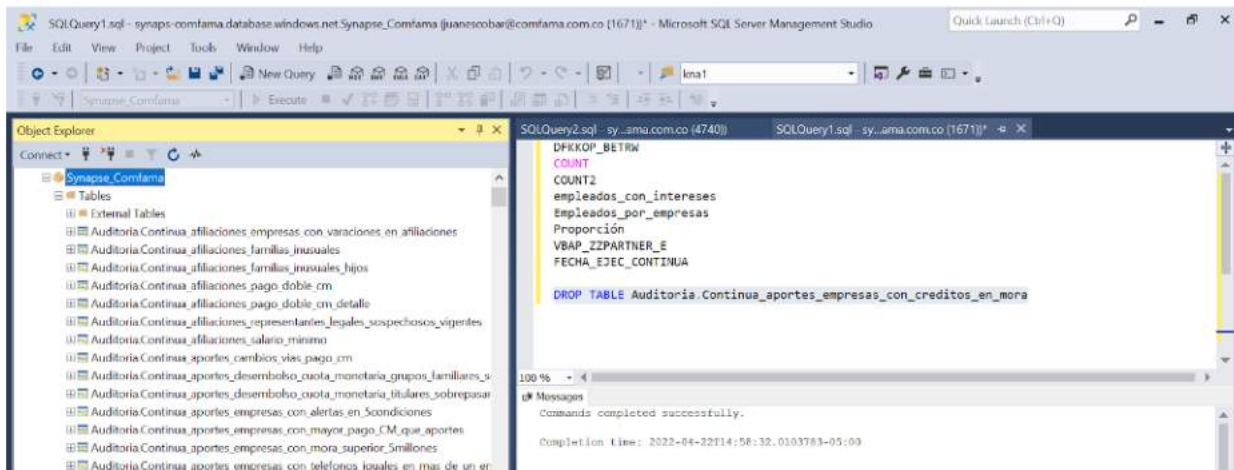 SQLQuery1.sql - synaps-comfama.database.windows.net.Synapse_Comfama (juanescobar@comfama.com.co (1671))* - Microsoft SQL Server Management Studio
Quick Launch (Ctrl+Q)
File Edit View Project Tools Window Help
New Query
kna1
Synapse_Comfama
Execute
Object Explorer
Connect
Synapse_Comfama
Tables
External Tables
Auditoria.Continua_afiliaciones_empresas_con_varaciones_en_afiliaciones
Auditoria.Continua_afiliaciones_familias_inusuales
Auditoria.Continua_afiliaciones_familias_inusuales_hijos
Auditoria.Continua_afiliaciones_pago_doble_cm
Auditoria.Continua_afiliaciones_pago_doble_cm_detalle
Auditoria.Continua_afiliaciones_representantes_legales_sospechosos_vigentes
Auditoria.Continua_afiliaciones_salario_minimo
Auditoria.Continua_aportes_cambios_vias_pago_cm
Auditoria.Continua_aportes_desembolso_cuota_monetaria_grupos_familiares_s
Auditoria.Continua_aportes_desembolso_cuota_monetaria_titulares_sobrepasar
Auditoria.Continua_aportes_empresas_con_alertas_en_5condiciones
Auditoria.Continua_aportes_empresas_con_mayor_pago_CM_que_aportes
Auditoria.Continua_aportes_empresas_con_mora_superior_5millones
Auditoria.Continua_aportes_empresas_con_telefonos_iguales_en_mas_de_un_en
SQLQuery2.sql - sy...ama.com.co (4740))
SQLQuery1.sql - sy...ama.com.co (1671))*
DFKKOP_BETRW
COUNT
COUNT2
empleados_con_intereses
Empleados_por_empresas
Proporción
VBAP_ZZPARTNER_E
FECHA_EJEC_CONTINUA
DROP TABLE Auditoria.Continua_aportes_empresas_con_creditos_en_mora
100 %
Messages
Commands completed successfully.
Completion time: 2022-04-22T14:58:32.0103783-05:00